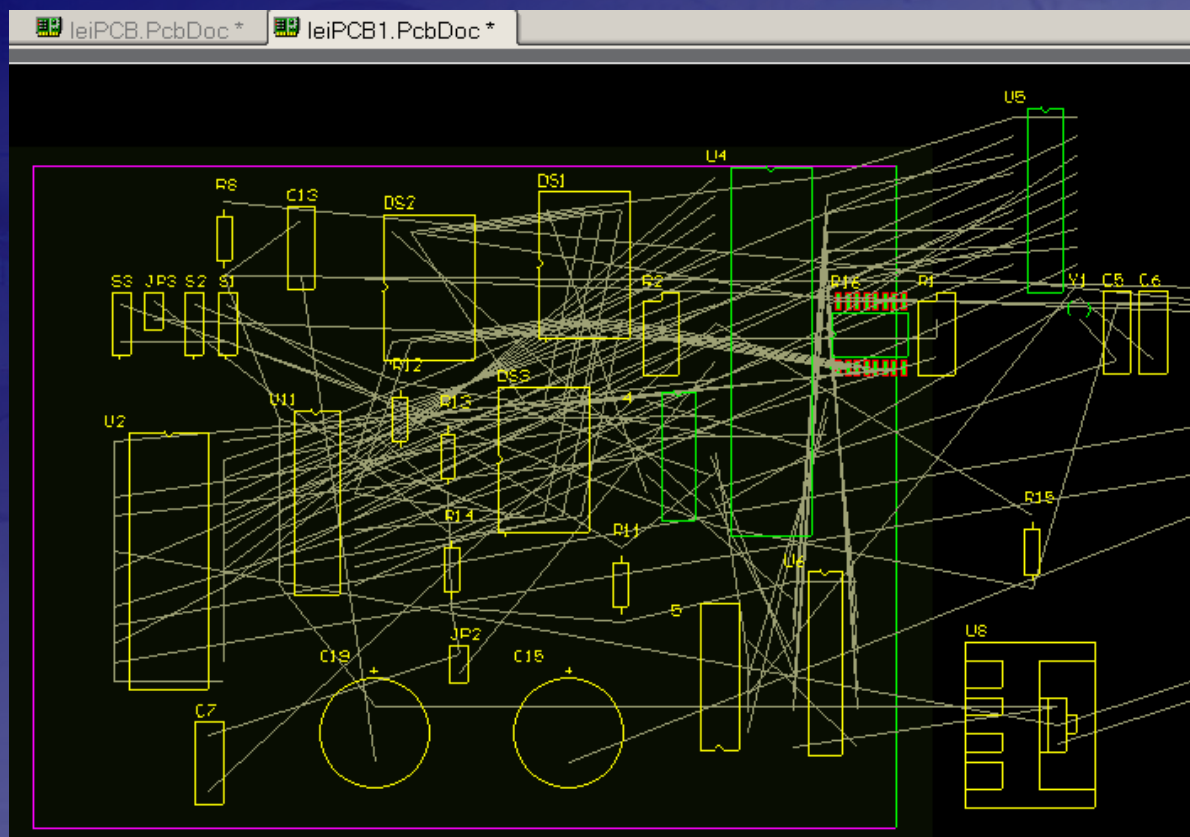 leiPCB.PcbDoc * leiPCB1.PcbDoc *
U5
U4
R8 C13 DS2 DS1
S3 JP3 S2 S1 R2 R16 R1 Y1 C5 C6
R12 DS3
U2 U11 R13 4
R14 R11 R15
U6
JP2 5 U8
C19 + C15 +
C7